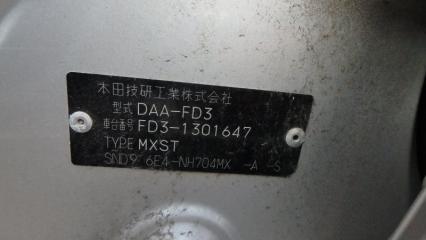 本田技研工業株式会社
型式 DAA-FD3
車台番号 FD3-1301647
TYPE MXST
SND9 6E4-NH704MX -A -S